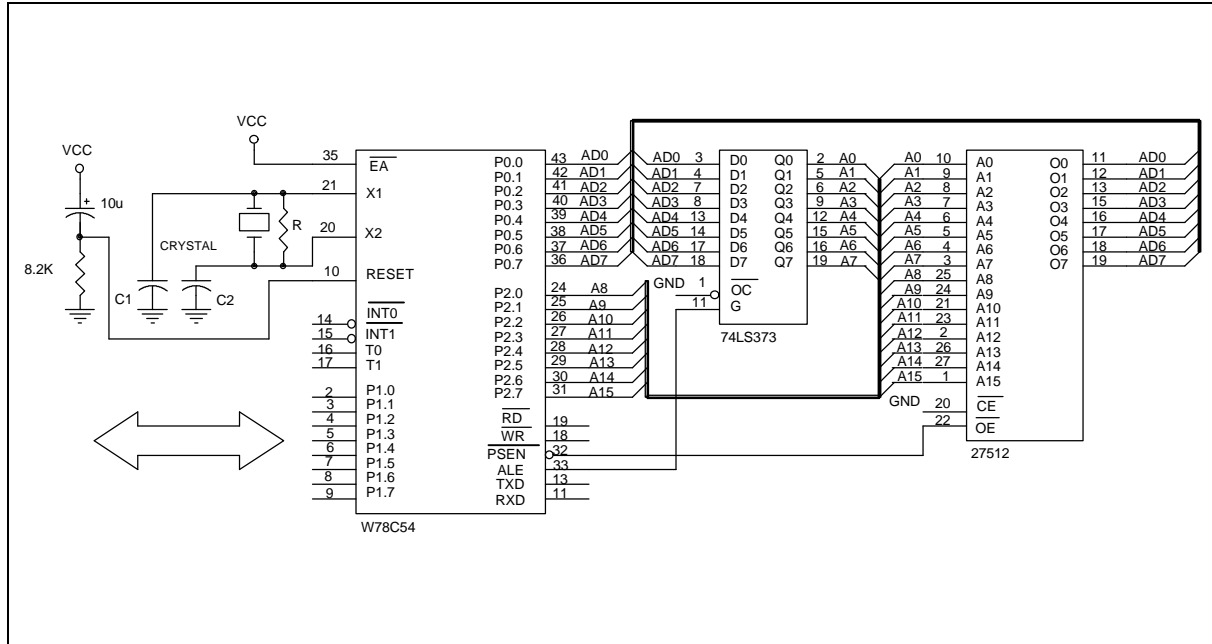 VCC
VCC
10u
8.2K
CRYSTAL
C1
C2
R
35 EA
21 X1
20 X2
10 RESET
14 INT0
15 INT1
16 T0
17 T1
2 P1.0
3 P1.1
4 P1.2
5 P1.3
6 P1.4
7 P1.5
8 P1.6
9 P1.7
P0.0 43 AD0
P0.1 42 AD1
P0.2 41 AD2
P0.3 40 AD3
P0.4 39 AD4
P0.5 38 AD5
P0.6 37 AD6
P0.7 36 AD7
P2.0 24 A8
P2.1 25 A9
P2.2 26 A10
P2.3 27 A11
P2.4 28 A12
P2.5 29 A13
P2.6 30 A14
P2.7 31 A15
RD 19
WR 18
PSEN 32
ALE 33
TXD 13
RXD 11
W78C54
AD0 3 D0 Q0 2 A0
AD1 4 D1 Q1 5 A1
AD2 7 D2 Q2 6 A2
AD3 8 D3 Q3 9 A3
AD4 13 D4 Q4 12 A4
AD5 14 D5 Q5 15 A5
AD6 17 D6 Q6 16 A6
AD7 18 D7 Q7 19 A7
GND 1 OC
11 G
74LS373
A0 10 A0 O0 11 AD0
A1 9 A1 O1 12 AD1
A2 8 A2 O2 13 AD2
A3 7 A3 O3 15 AD3
A4 6 A4 O4 16 AD4
A5 5 A5 O5 17 AD5
A6 4 A6 O6 18 AD6
A7 3 A7 O7 19 AD7
A8 25 A8
A9 24 A9
A10 21 A10
A11 23 A11
A12 2 A12
A13 26 A13
A14 27 A14
A15 1 A15
GND 20 CE
22 OE
27512